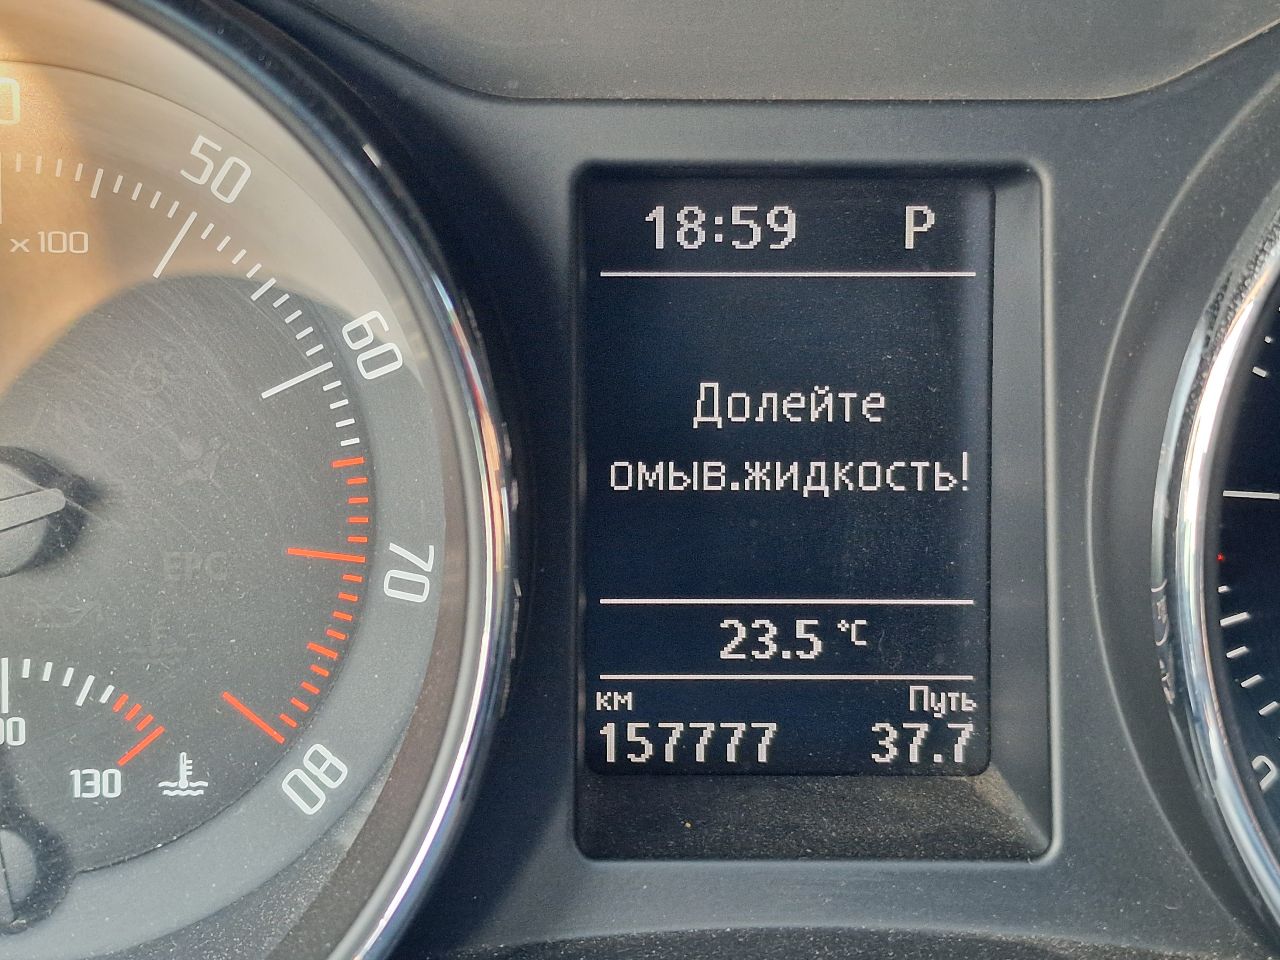 50
x100
60
70
80
130
EPC
18:59 P
Долейте
омыв.жидкость!
23.5 °C
км Путь
157777 37.7